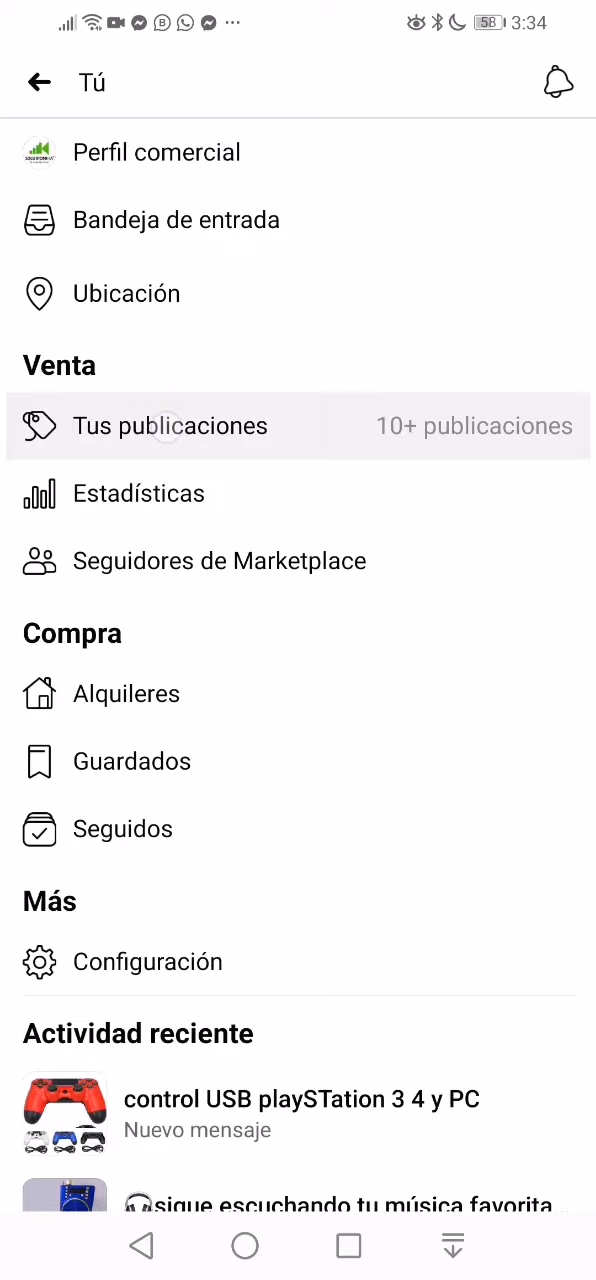 58 3:34
Tú
Perfil comercial
Bandeja de entrada
Ubicación
Venta
Tus publicaciones 10+ publicaciones
Estadísticas
Seguidores de Marketplace
Compra
Alquileres
Guardados
Seguidos
Más
Configuración
Actividad reciente
control USB playSTation 3 4 y PC
Nuevo mensaje
🎧sigue escuchando tu música favorita...